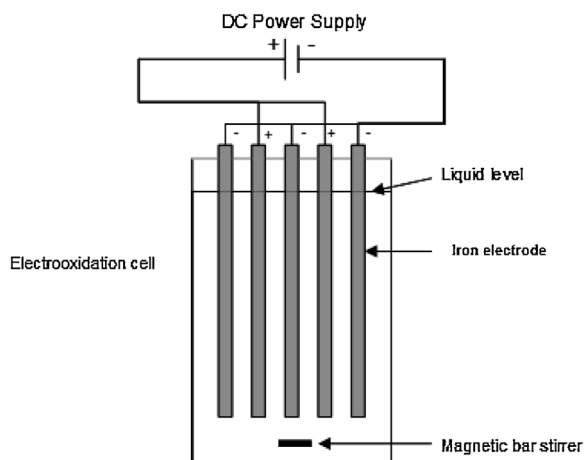 DC Power Supply
+ -
- + - + -
Liquid level
Iron electrode
Electrooxidation cell
Magnetic bar stirrer